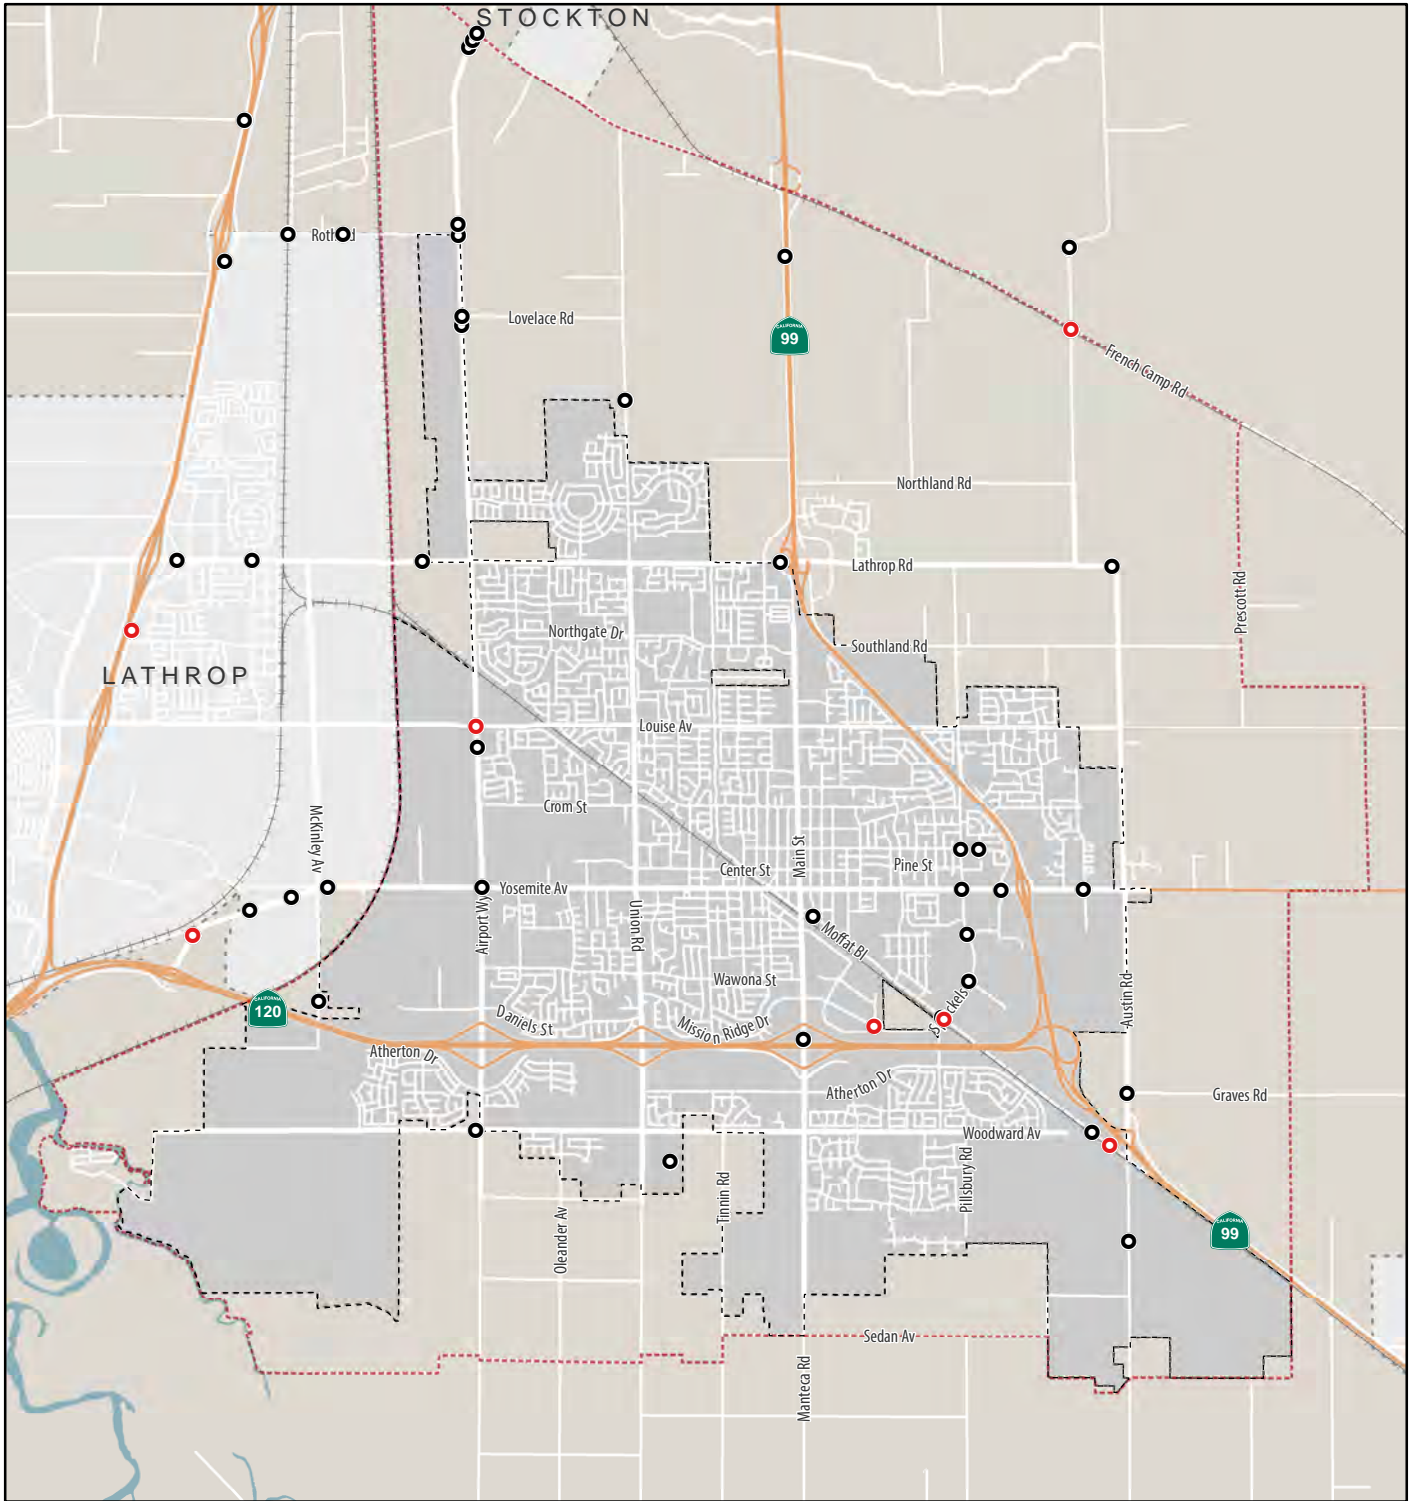 STOCKTON
Lovelace Rd
CALIFORNIA
99
French Camp Rd
Northland Rd
Lathrop Rd
Prescott Rd
Northgate Dr
Southland Rd
LATHROP
Louise Av
Crom St
McKinley Av
Main St
Center St
Pine St
Yosemite Av
Airport Wy
Union Rd
Moffat Bl
Wawona St
CALIFORNIA
120
Daniels St
Mission Ridge Dr
Austin Rd
Atherton Dr
Atherton Dr
Graves Rd
Woodward Av
Pillsbury Rd
Tinnin Rd
Oleander Av
CALIFORNIA
99
Sedan Av
Manteca Rd